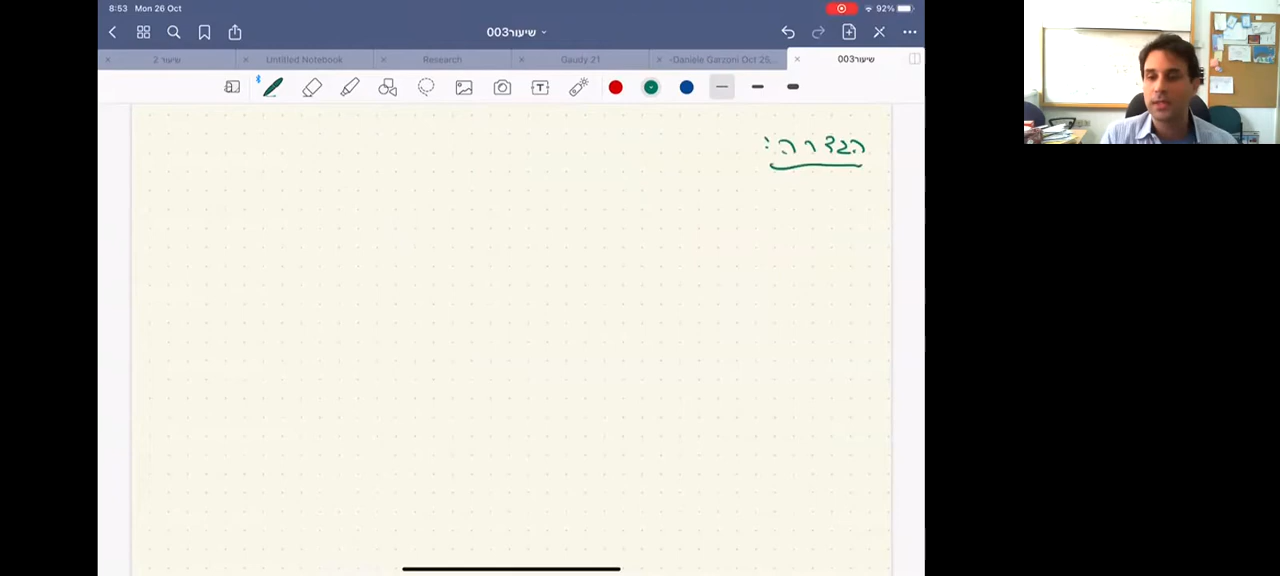 8:53 Mon 26 Oct
92%
שיעור003
שיעור 2
Untitled Notebook
Research
Gaudy 21
-Daniele Garzoni Oct 25,...
שיעור003
T
הגדרה: